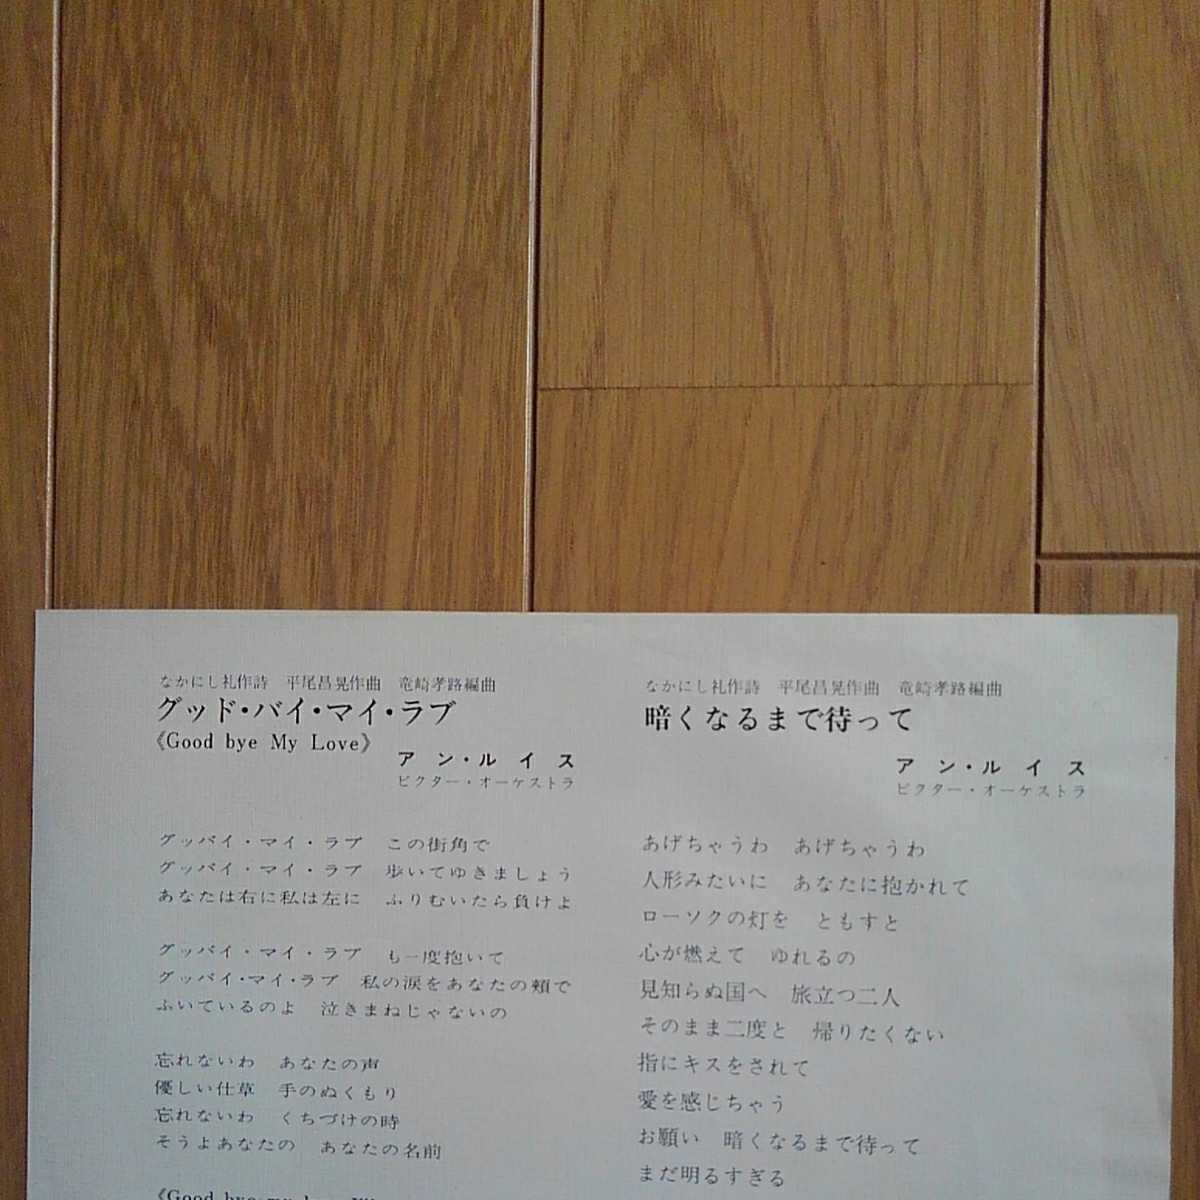 なかにし礼作詩　平尾昌晃作曲　竜崎孝路編曲
グッド・バイ・マイ・ラブ
《Good bye My Love》
アン・ルイス
ビクター・オーケストラ
グッバイ・マイ・ラブ　この街角で
グッバイ・マイ・ラブ　歩いてゆきましょう
あなたは右に私は左に　ふりむいたら負けよ
グッバイ・マイ・ラブ　も一度抱いて
グッバイ・マイ・ラブ　私の涙をあなたの頬で
ふいているのよ　泣きまねじゃないの
忘れないわ　あなたの声
優しい仕草　手のぬくもり
忘れないわ　くちづけの時
そうよあなたの　あなたの名前
《Good bye my love
なかにし礼作詩　平尾昌晃作曲　竜崎孝路編曲
暗くなるまで待って
アン・ルイス
ビクター・オーケストラ
あげちゃうわ　あげちゃうわ
人形みたいに　あなたに抱かれて
ローソクの灯を　ともすと
心が燃えて　ゆれるの
見知らぬ国へ　旅立つ二人
そのまま二度と　帰りたくない
指にキスをされて
愛を感じちゃう
お願い　暗くなるまで待って
まだ明るすぎる